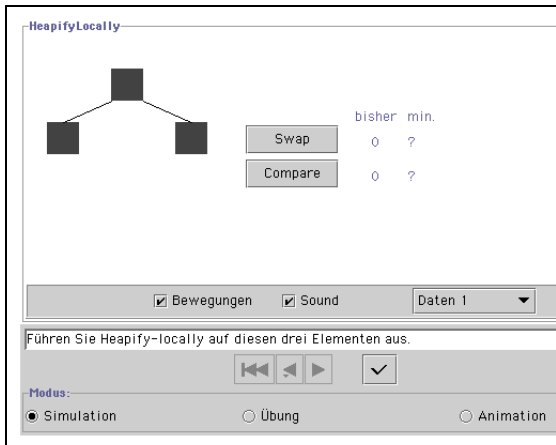 HeapifyLocally
bisher min.
Swap 0 ?
Compare 0 ?
Bewegungen Sound Daten 1
Führen Sie Heapify-locally auf diesen drei Elementen aus.
Modus:
Simulation Übung Animation